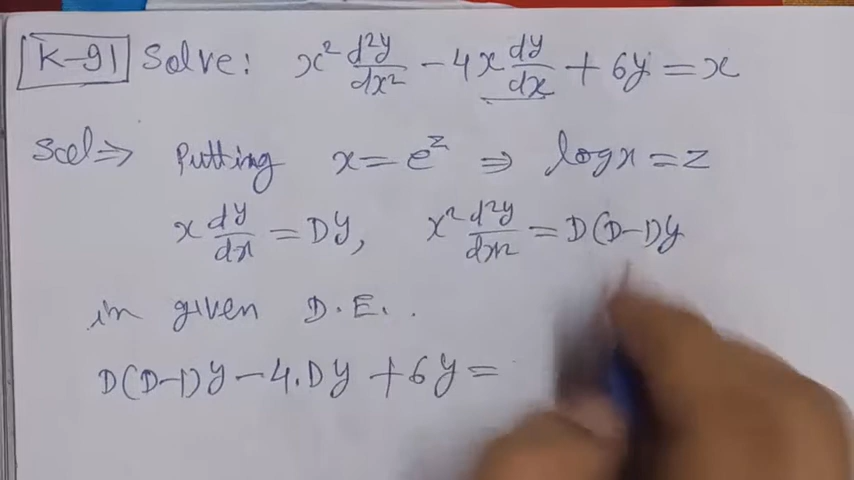 K-91 Solve: x² d²y/dx² - 4x dy/dx + 6y = x
Sol ⇒ Putting x = e^z ⇒ logx = z
x dy/dx = Dy, x² d²y/dx² = D(D-1)y
in given D.E..
D(D-1)y - 4.Dy + 6y =